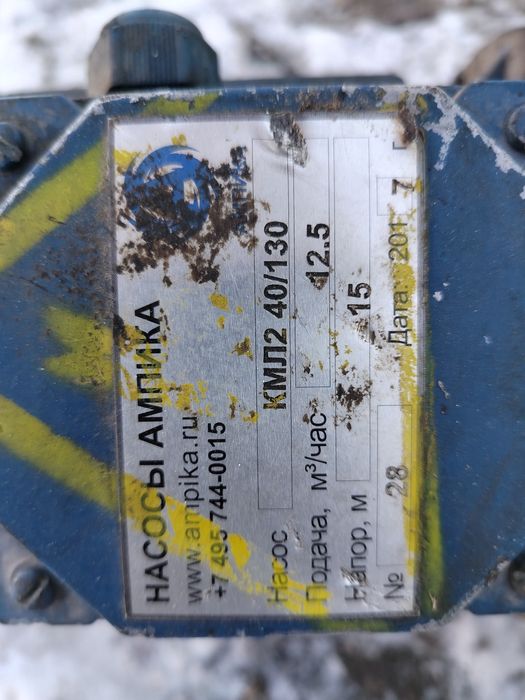 НАСОСЫ АМПИКА
www.ampika.ru
+7 495 744-0015
Насос КМЛ2 40/130
Подача, м³/час 12.5
Напор, м 15
№ 28 Дата: 201 7 г